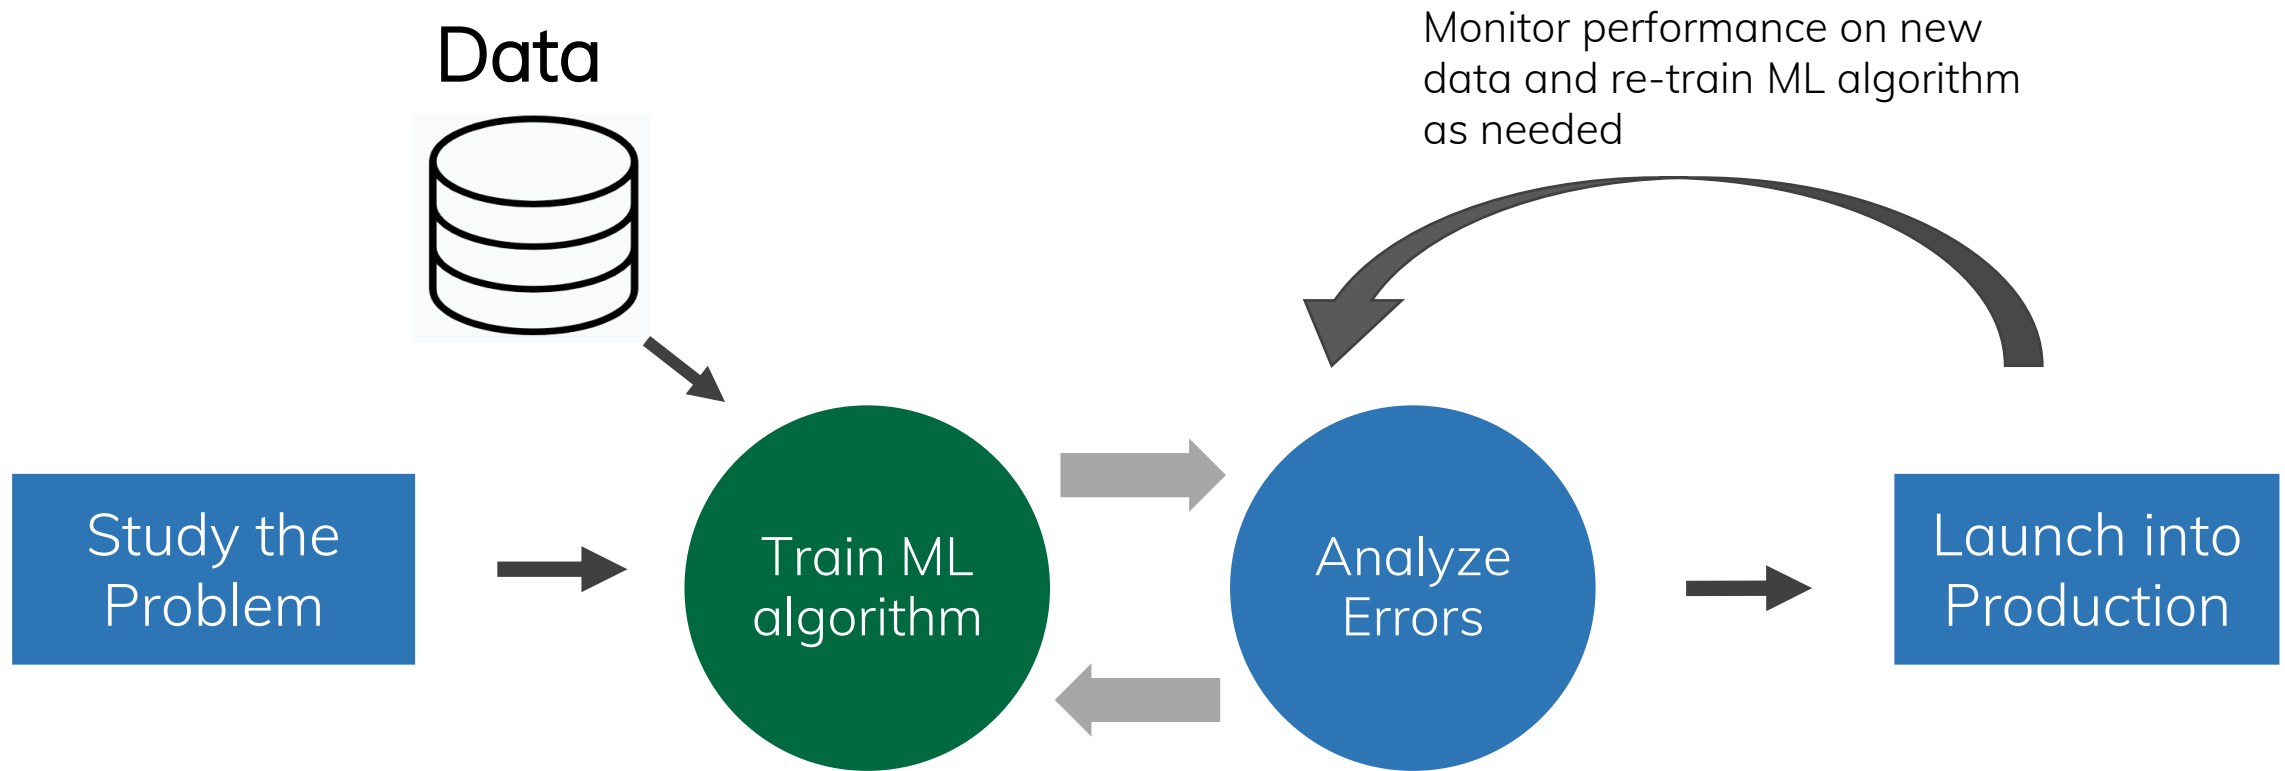 Data
Monitor performance on new
data and re-train ML algorithm
as needed
Study the
Problem
Train ML
algorithm
Analyze
Errors
Launch into
Production